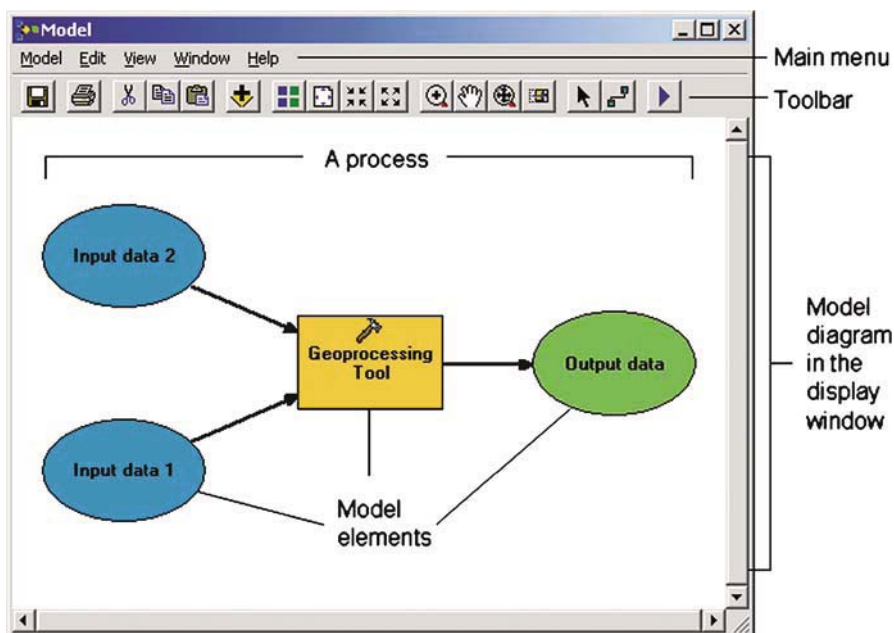 Model
Model Edit View Window Help
Main menu
Toolbar
A process
Input data 2
Geoprocessing
Tool
Output data
Input data 1
Model
elements
Model
diagram
in the
display
window